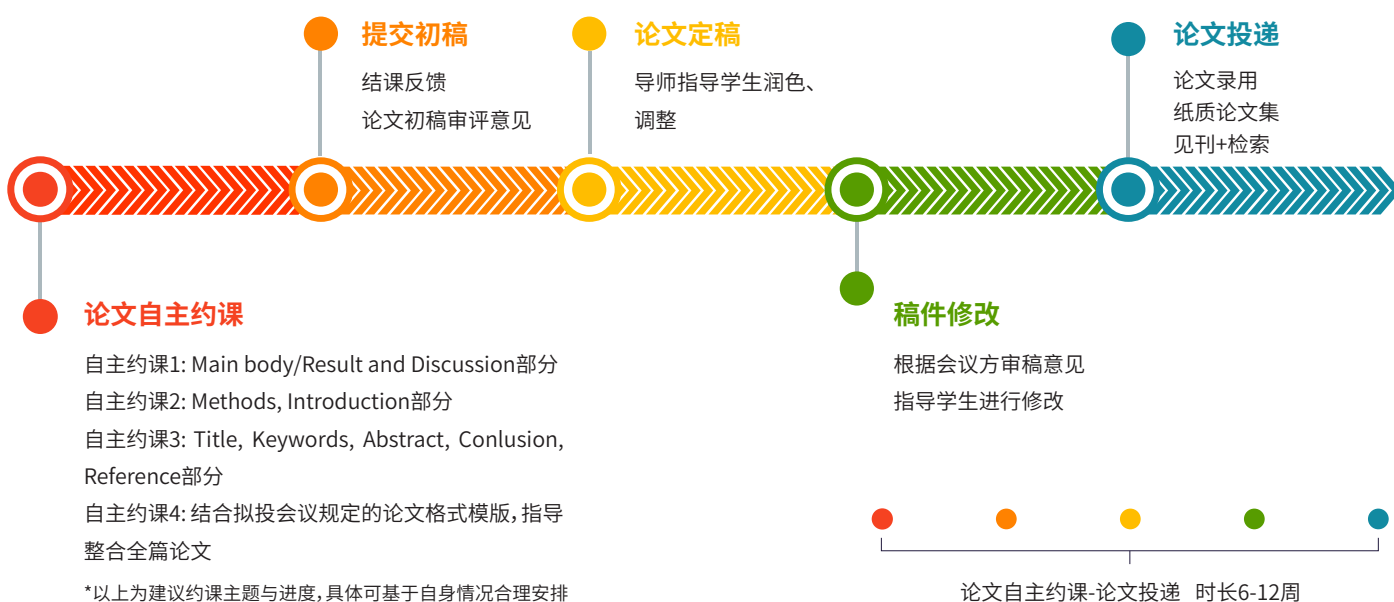 提交初稿
结课反馈
论文初稿审评意见
论文定稿
导师指导学生润色、
调整
论文投递
论文录用
纸质论文集
见刊+检索
论文自主约课
自主约课1: Main body/Result and Discussion部分
自主约课2: Methods, Introduction部分
自主约课3: Title, Keywords, Abstract, Conlusion,
Reference部分
自主约课4: 结合拟投会议规定的论文格式模版，指导
整合全篇论文
*以上为建议约课主题与进度，具体可基于自身情况合理安排
稿件修改
根据会议方审稿意见
指导学生进行修改
论文自主约课-论文投递 时长6-12周